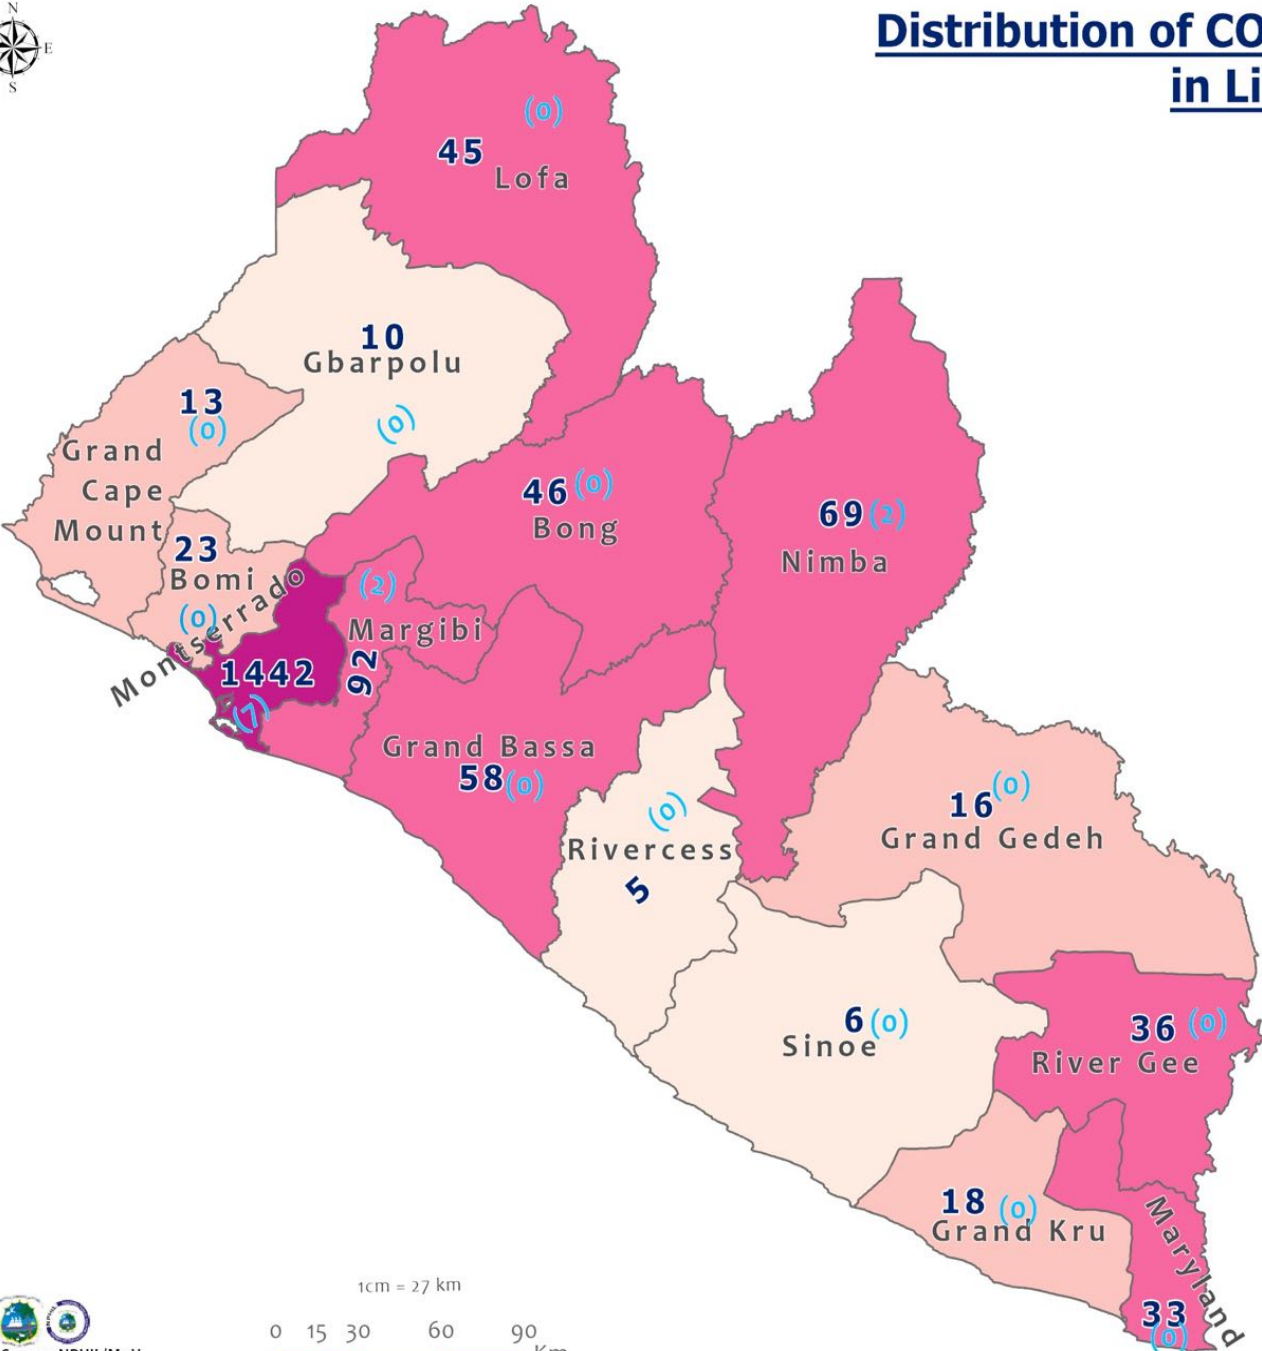 N
E
S
Distribution of CO
in Li
(0)
45
Lofa
10
Gbarpolu
(0)
13
(0)
Grand
Cape
Mount
46 (0)
Bong
69 (2)
Nimba
23
Bomi
(0)
Montserrado
1442
(7)
(2)
Margibi
92
Grand Bassa
58 (0)
(0)
Rivercess
5
16 (0)
Grand Gedeh
6 (0)
Sinoe
36 (0)
River Gee
18 (0)
Grand Kru
Maryland
33
(0)
1cm = 27 km
0 15 30 60 90
Km